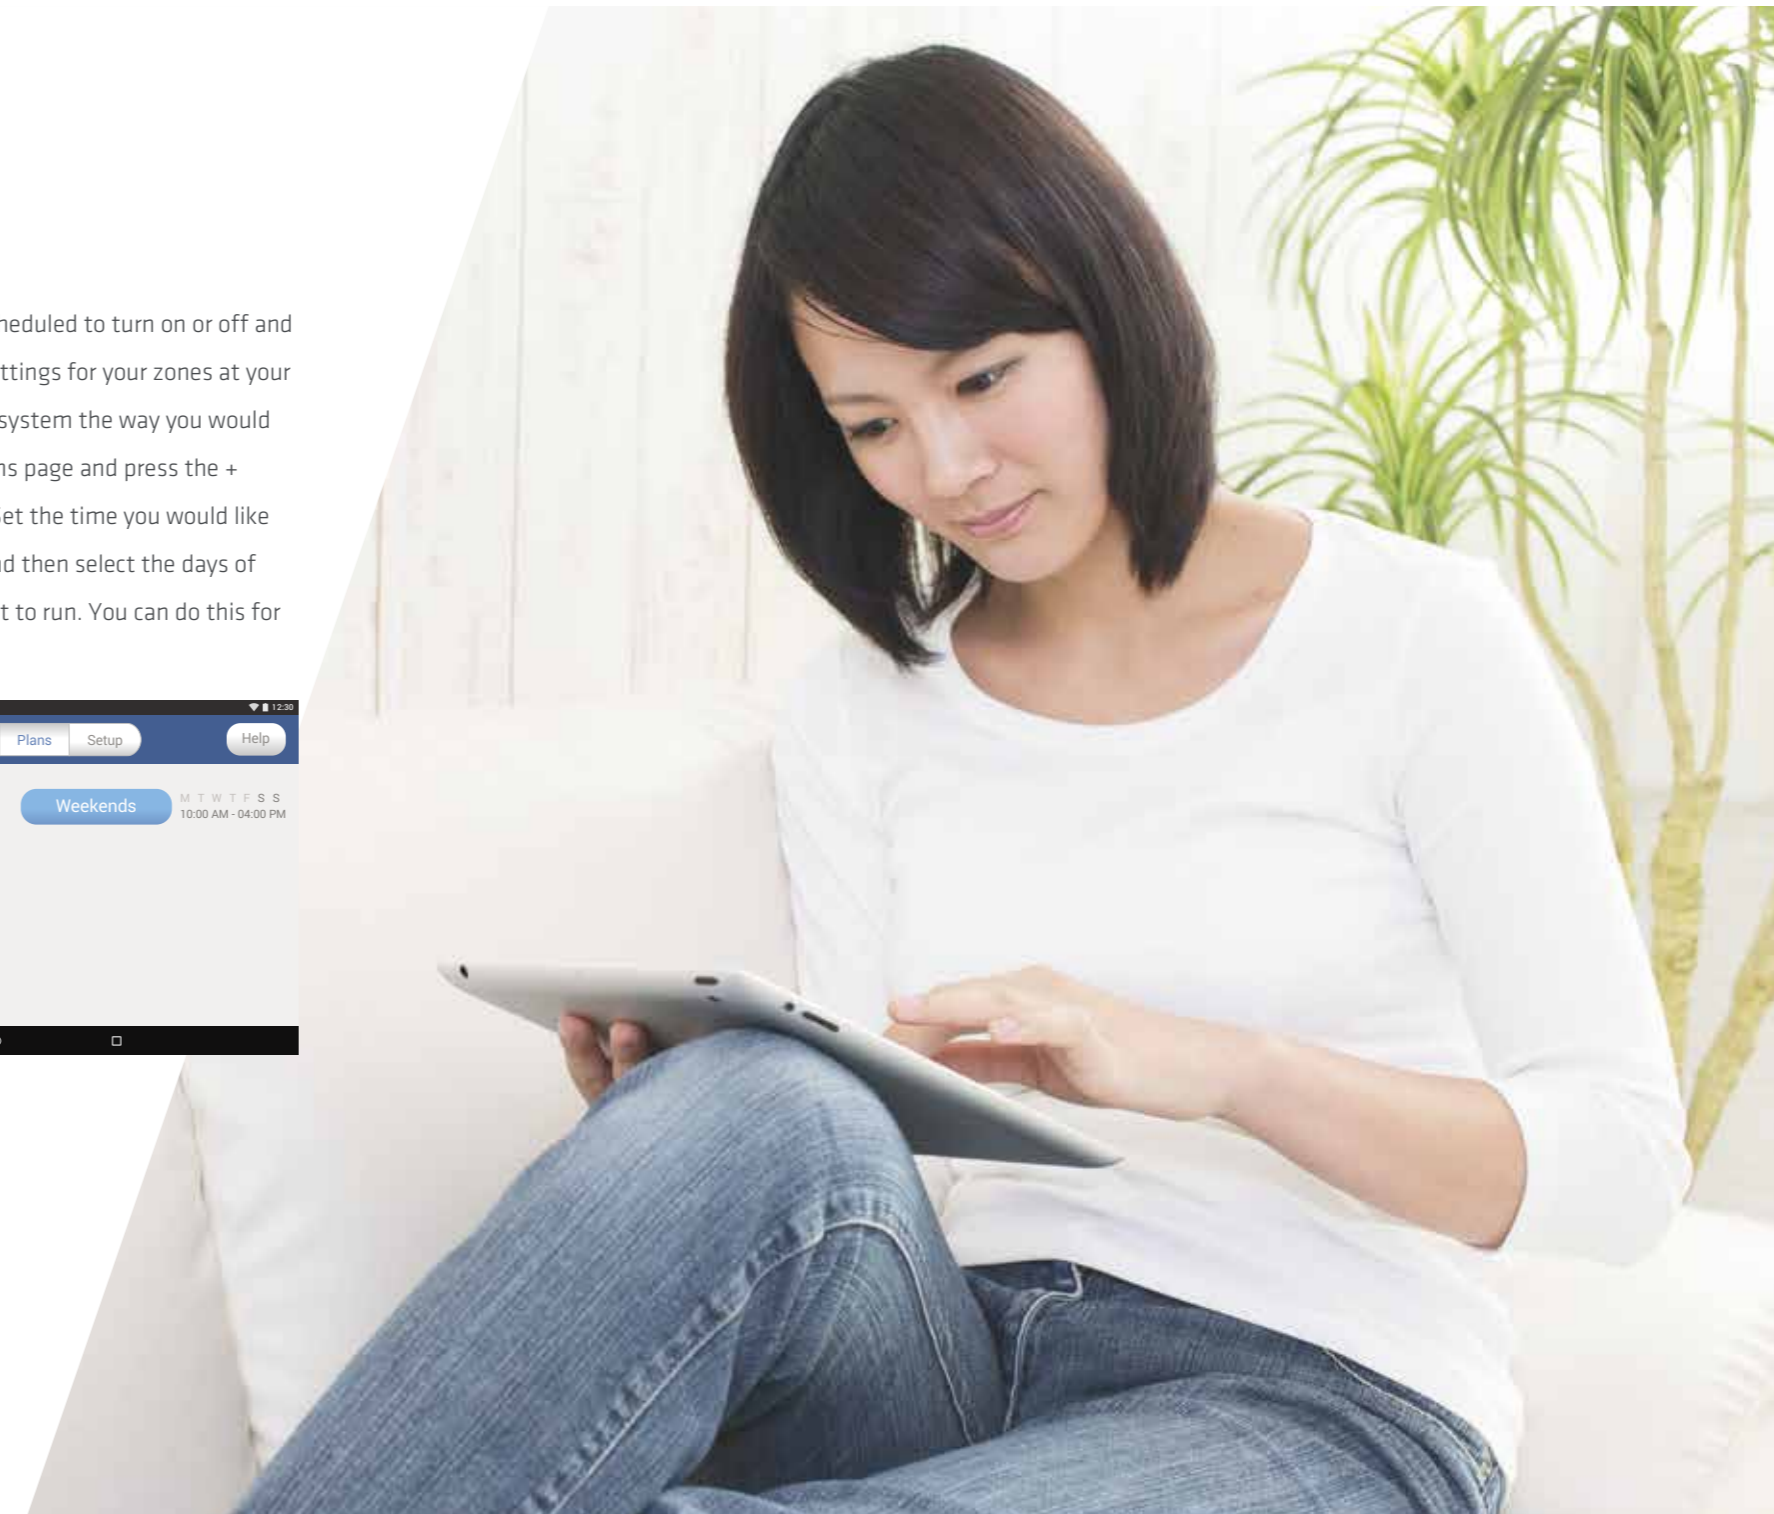 heduled to turn on or off and
ttings for your zones at your
system the way you would
ns page and press the +
Set the time you would like
nd then select the days of
t to run. You can do this for
12:30
Plans Setup Help
Weekends M T W T F S S
10:00 AM - 04:00 PM